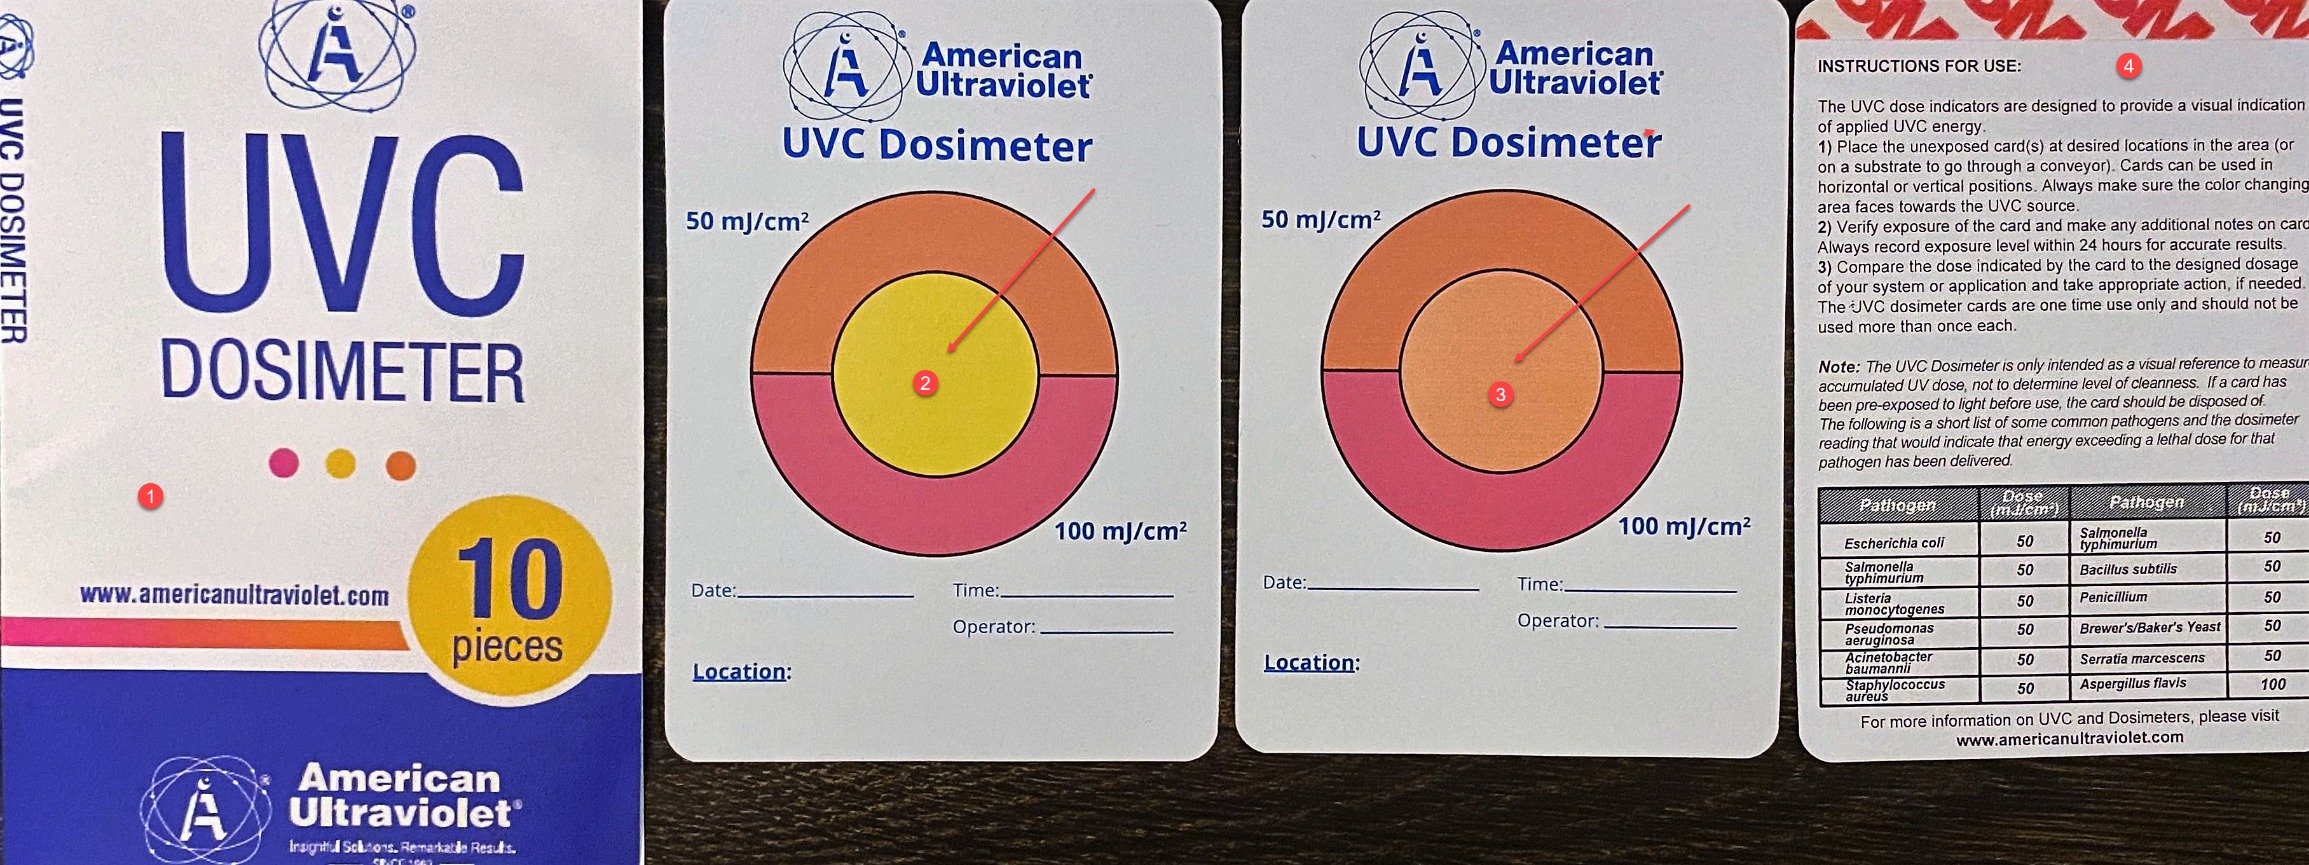 UVC DOSIMETER
®
UVC
DOSIMETER
1
www.americanultraviolet.com
10
pieces
American
Ultraviolet®
Insightful Solutions. Remarkable Results.
American
Ultraviolet
UVC Dosimeter
50 mJ/cm²
2
100 mJ/cm²
Date:
Time:
Operator:
Location:
American
Ultraviolet
UVC Dosimeter
50 mJ/cm²
3
100 mJ/cm²
Date:
Time:
Operator:
Location:
INSTRUCTIONS FOR USE:
4
The UVC dose indicators are designed to provide a visual indication
of applied UVC energy.
1) Place the unexposed card(s) at desired locations in the area (or
on a substrate to go through a conveyor). Cards can be used in
horizontal or vertical positions. Always make sure the color changing
area faces towards the UVC source.
2) Verify exposure of the card and make any additional notes on card
Always record exposure level within 24 hours for accurate results.
3) Compare the dose indicated by the card to the designed dosage
of your system or application and take appropriate action, if needed.
The UVC dosimeter cards are one time use only and should not be
used more than once each.
Note: The UVC Dosimeter is only intended as a visual reference to measur
accumulated UV dose, not to determine level of cleanness. If a card has
been pre-exposed to light before use, the card should be disposed of.
The following is a short list of some common pathogens and the dosimeter
reading that would indicate that energy exceeding a lethal dose for that
pathogen has been delivered.
Pathogen Dose (mJ/cm²) Pathogen Dose (mJ/cm²)
Escherichia coli 50 Salmonella typhimurium 50
Salmonella typhimurium 50 Bacillus subtilis 50
Listeria monocytogenes 50 Penicillium 50
Pseudomonas aeruginosa 50 Brewer's/Baker's Yeast 50
Acinetobacter baumannii 50 Serratia marcescens 50
Staphylococcus aureus 50 Aspergillus flavis 100
For more information on UVC and Dosimeters, please visit
www.americanultraviolet.com